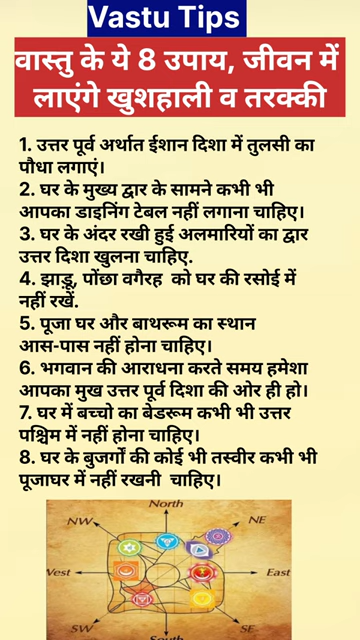 Vastu Tips
वास्तु के ये 8 उपाय, जीवन में
लाएंगे खुशहाली व तरक्की
1. उत्तर पूर्व अर्थात ईशान दिशा में तुलसी का
पौधा लगाएं।
2. घर के मुख्य द्वार के सामने कभी भी
आपका डाइनिंग टेबल नहीं लगाना चाहिए।
3. घर के अंदर रखी हुई अलमारियों का द्वार
उत्तर दिशा खुलना चाहिए.
4. झाड़ू, पोंछा वगैरह को घर की रसोई में
नहीं रखें.
5. पूजा घर और बाथरूम का स्थान
आस-पास नहीं होना चाहिए।
6. भगवान की आराधना करते समय हमेशा
आपका मुख उत्तर पूर्व दिशा की ओर ही हो।
7. घर में बच्चो का बेडरूम कभी भी उत्तर
पश्चिम में नहीं होना चाहिए।
8. घर के बुजर्गों की कोई भी तस्वीर कभी भी
पूजाघर में नहीं रखनी चाहिए।
North
NW
NE
West
East
SW
SE
South